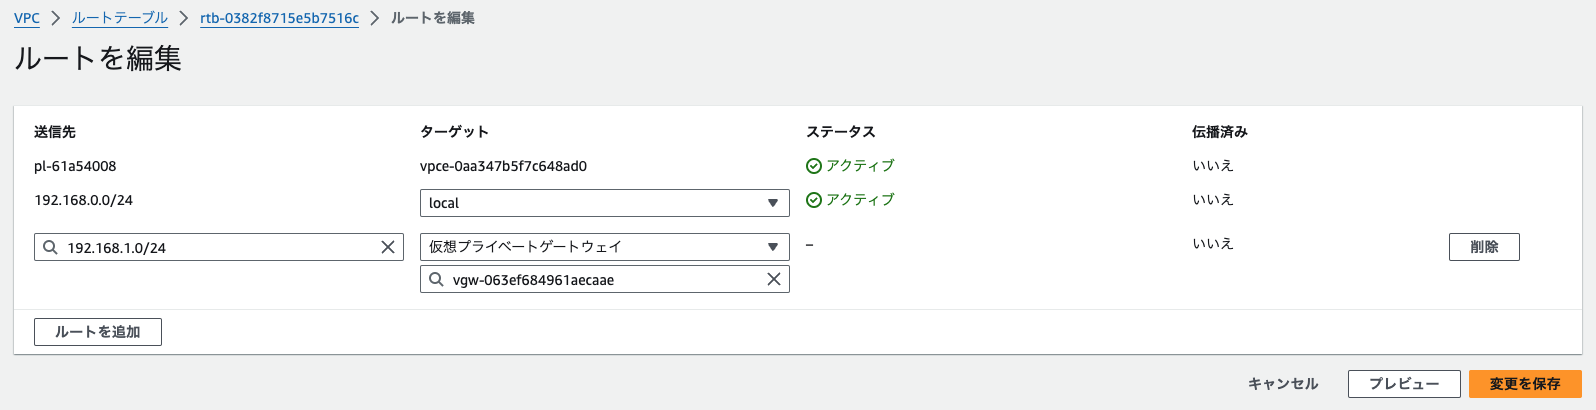 VPC > ルートテーブル > rtb-0382f8715e5b7516c > ルートを編集
ルートを編集
送信先 ターゲット ステータス 伝播済み
pl-61a54008 vpce-0aa347b5f7c648ad0 アクティブ いいえ
192.168.0.0/24 local アクティブ いいえ
192.168.1.0/24 仮想プライベートゲートウェイ – いいえ 削除
vgw-063ef684961aecaae
ルートを追加
キャンセル プレビュー 変更を保存